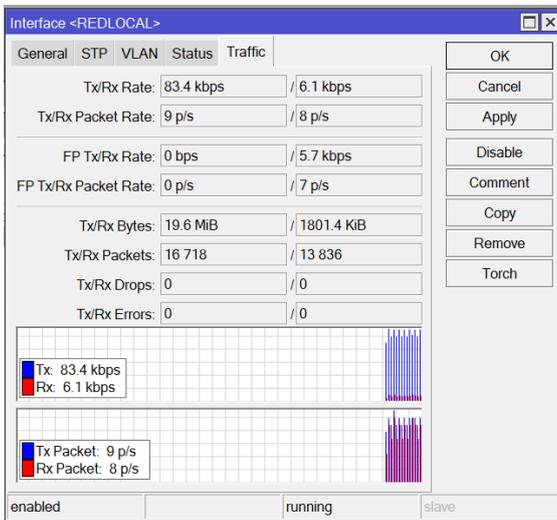 Interface <REDLOCAL>
General STP VLAN Status Traffic
Tx/Rx Rate: 83.4 kbps / 6.1 kbps
Tx/Rx Packet Rate: 9 p/s / 8 p/s
FP Tx/Rx Rate: 0 bps / 5.7 kbps
FP Tx/Rx Packet Rate: 0 p/s / 7 p/s
Tx/Rx Bytes: 19.6 MiB / 1801.4 KiB
Tx/Rx Packets: 16 718 / 13 836
Tx/Rx Drops: 0 / 0
Tx/Rx Errors: 0 / 0
Tx: 83.4 kbps
Rx: 6.1 kbps
Tx Packet: 9 p/s
Rx Packet: 8 p/s
OK
Cancel
Apply
Disable
Comment
Copy
Remove
Torch
enabled running slave